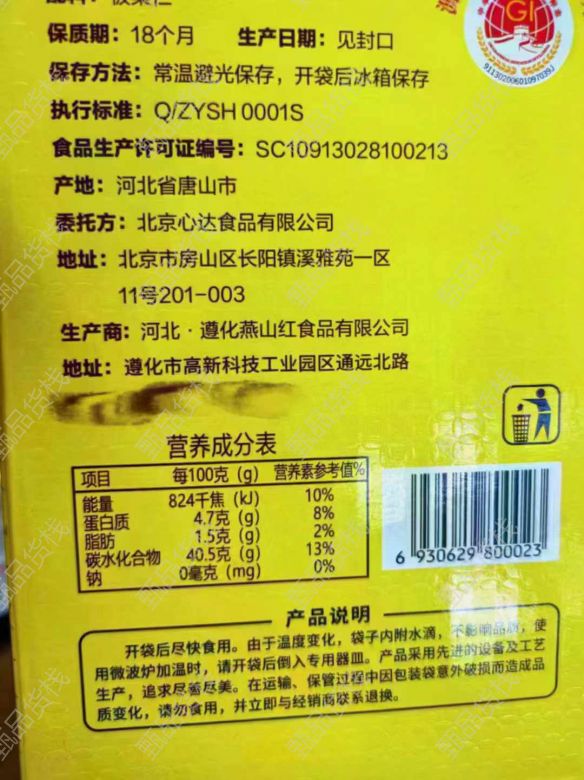 配料：板栗仁
保质期：18个月 生产日期：见封口
保存方法：常温避光保存，开袋后冰箱保存
执行标准：Q/ZYSH 0001S
食品生产许可证编号：SC10913028100213
产地：河北省唐山市
委托方：北京心达食品有限公司
地址：北京市房山区长阳镇溪雅苑一区
11号201-003
生产商：河北·遵化燕山红食品有限公司
地址：遵化市高新科技工业园区通远北路
GI
91130200601097039J
营养成分表
项目 每100克（g） 营养素参考值%
能量 824千焦（kJ） 10%
蛋白质 4.7克（g） 8%
脂肪 1.5克（g） 2%
碳水化合物 40.5克（g） 13%
钠 0毫克（mg） 0%
6 930629 800023
产品说明
开袋后尽快食用。由于温度变化，袋子内附水滴，不影响品质，使
用微波炉加温时，请开袋后倒入专用器皿。产品采用先进的设备及工艺
生产，追求尽善尽美。在运输、保管过程中因包装袋意外破损而造成品
质变化，请勿食用，并立即与经销商联系退换。
甄品货栈